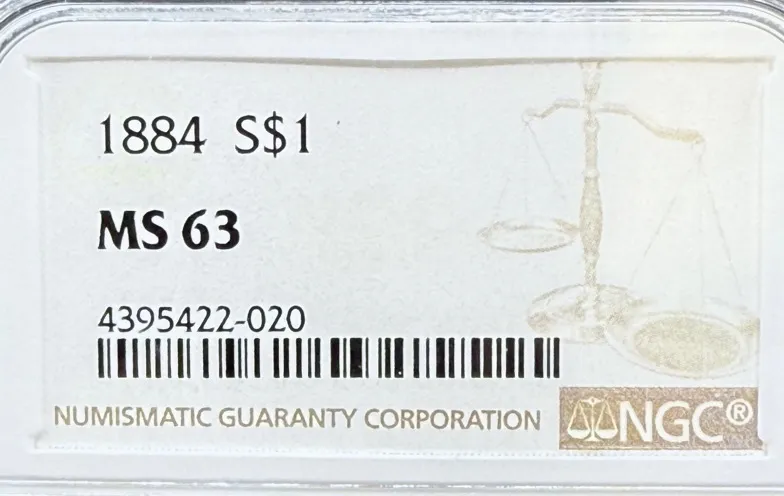 1884 S$1
MS 63
4395422-020
NUMISMATIC GUARANTY CORPORATION
NGC®